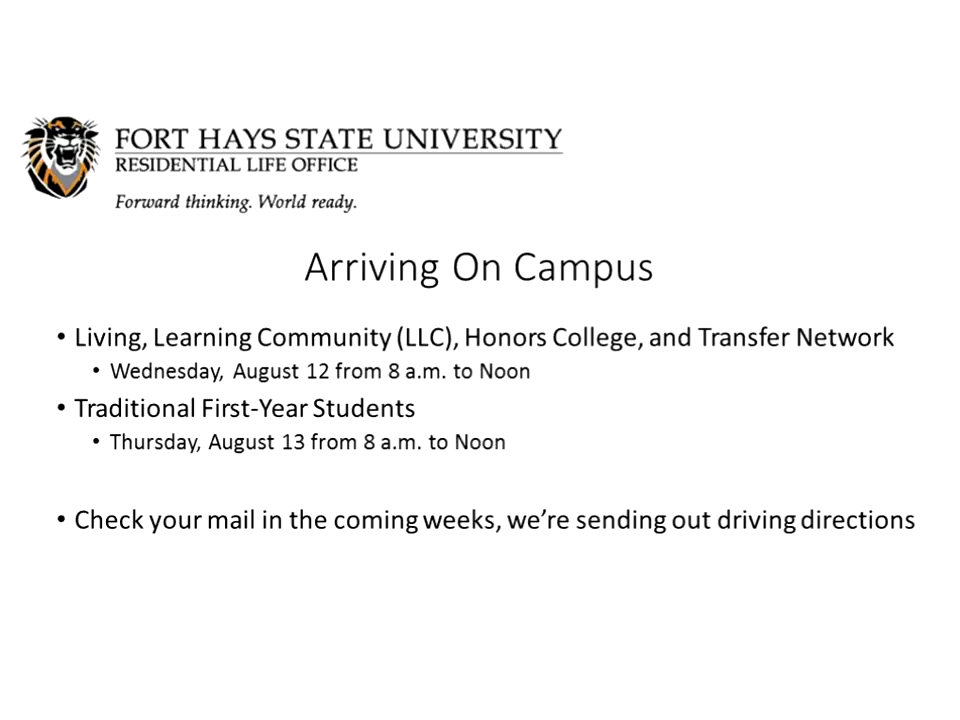 FORT HAYS STATE UNIVERSITY
RESIDENTIAL LIFE OFFICE
Forward thinking. World ready.
Arriving On Campus
• Living, Learning Community (LLC), Honors College, and Transfer Network
• Wednesday, August 12 from 8 a.m. to Noon
• Traditional First-Year Students
• Thursday, August 13 from 8 a.m. to Noon
• Check your mail in the coming weeks, we’re sending out driving directions